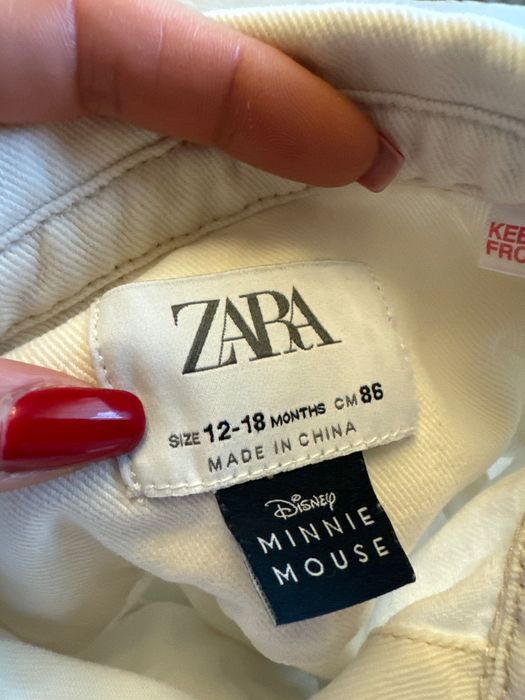 ZARA
SIZE 12-18 MONTHS CM 86
MADE IN CHINA
Disney
MINNIE
MOUSE